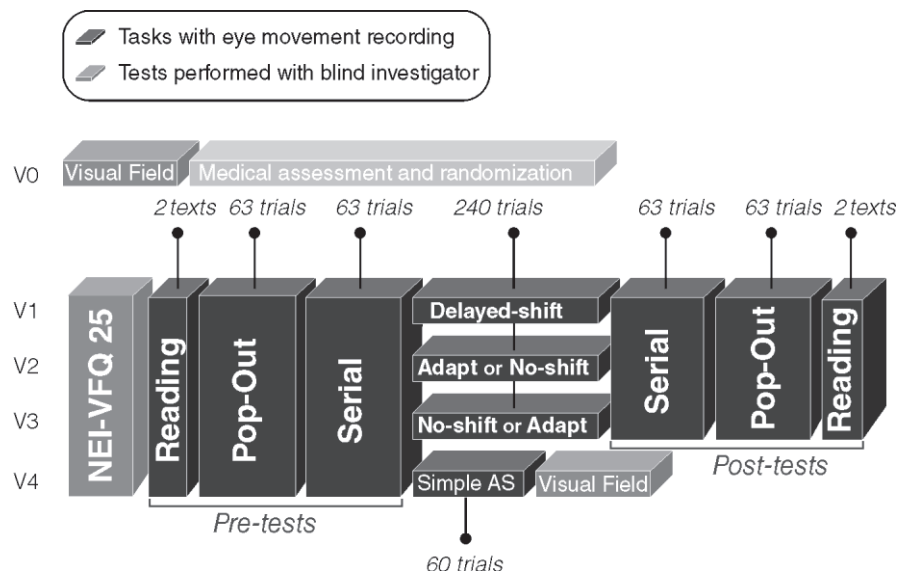 Tasks with eye movement recording
Tests performed with blind investigator
V0
Visual Field
Medical assessment and randomization
2 texts
63 trials
63 trials
240 trials
63 trials
63 trials
2 texts
V1
V2
V3
V4
NEI-VFQ 25
Reading
Pop-Out
Serial
Delayed-shift
Adapt or No-shift
No-shift or Adapt
Simple AS
Visual Field
Serial
Pop-Out
Reading
Pre-tests
Post-tests
60 trials